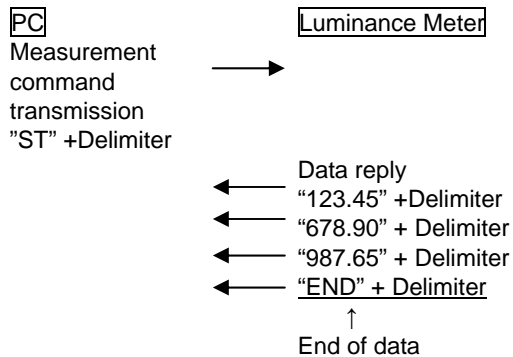 PC
Luminance Meter
Measurement
command
transmission
”ST” +Delimiter
Data reply
“123.45” +Delimiter
“678.90” + Delimiter
“987.65” + Delimiter
“END” + Delimiter
↑
End of data